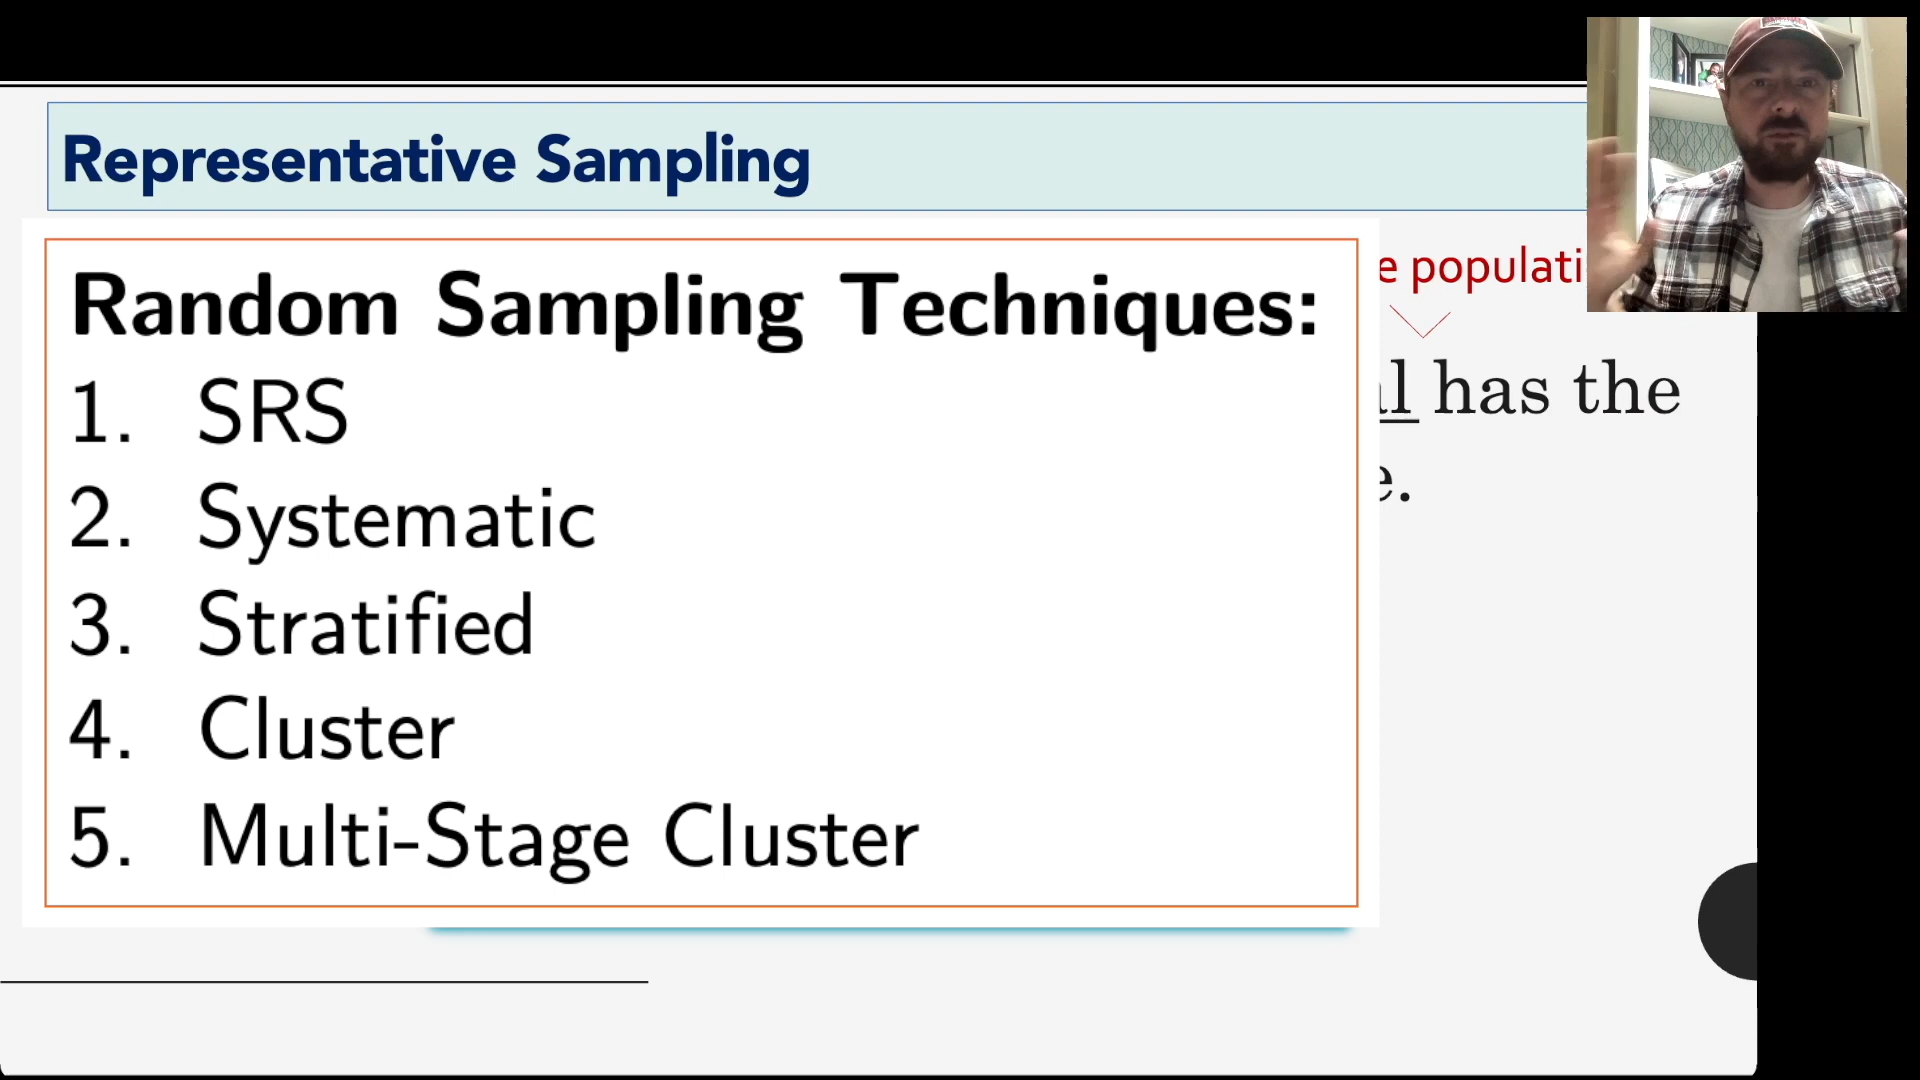 Representative Sampling
e populati
Random Sampling Techniques:
1. SRS
has the
2. Systematic
e.
3. Stratified
4. Cluster
5. Multi-Stage Cluster